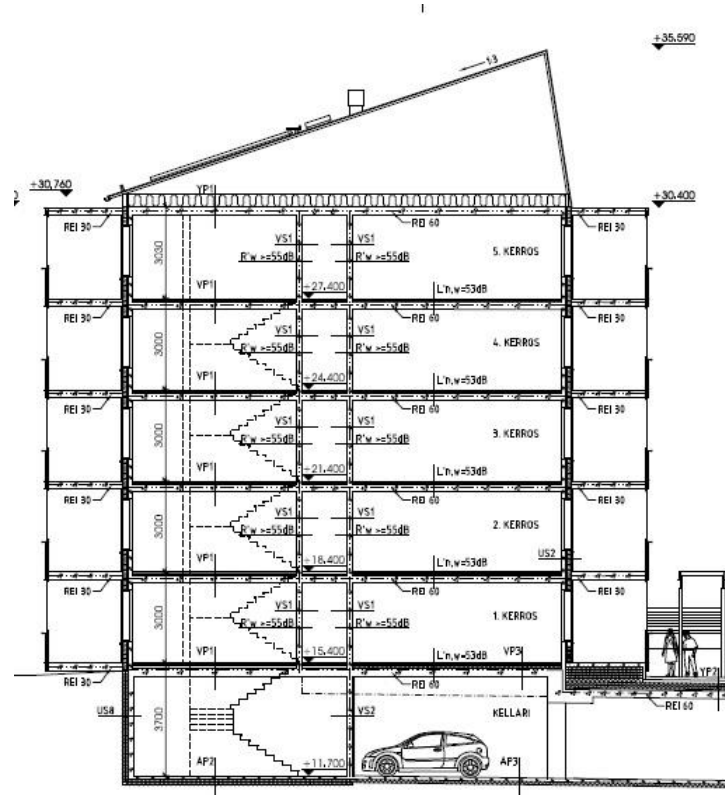 +35.590
1:3
+30,760
YP1
+30.400
REI 30
REI 60
REI 30
3030
VS1
VS1
5. KERROS
R'w >=55dB
R'w >=55dB
VP1
+27,400
L'n,w=53dB
REI 30
REI 60
REI 30
3000
VS1
VS1
4. KERROS
R'w >=55dB
R'w >=55dB
VP1
+24,400
L'n,w=53dB
REI 30
REI 60
REI 30
3000
VS1
VS1
3. KERROS
R'w >=55dB
R'w >=55dB
VP1
+21,400
L'n,w=53dB
REI 30
REI 60
REI 30
3000
VS1
VS1
2. KERROS
R'w >=55dB
R'w >=55dB
US2
VP1
+18,400
L'n,w=53dB
REI 30
REI 60
REI 30
3000
VS1
VS1
1. KERROS
R'w >=55dB
R'w >=55dB
VP1
+15,400
L'n,w=53dB
VP3
YP2
REI 30
REI 60
REI 60
US8
3700
VS2
KELLARI
AP2
+11,700
AP3